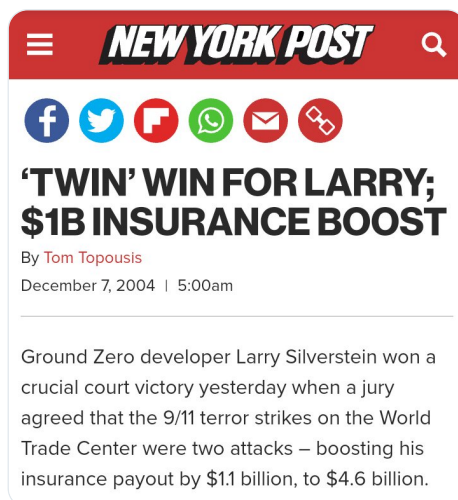 NEW YORK POST
‘TWIN’ WIN FOR LARRY;
$1B INSURANCE BOOST
By Tom Topousis
December 7, 2004 | 5:00am
Ground Zero developer Larry Silverstein won a
crucial court victory yesterday when a jury
agreed that the 9/11 terror strikes on the World
Trade Center were two attacks – boosting his
insurance payout by $1.1 billion, to $4.6 billion.